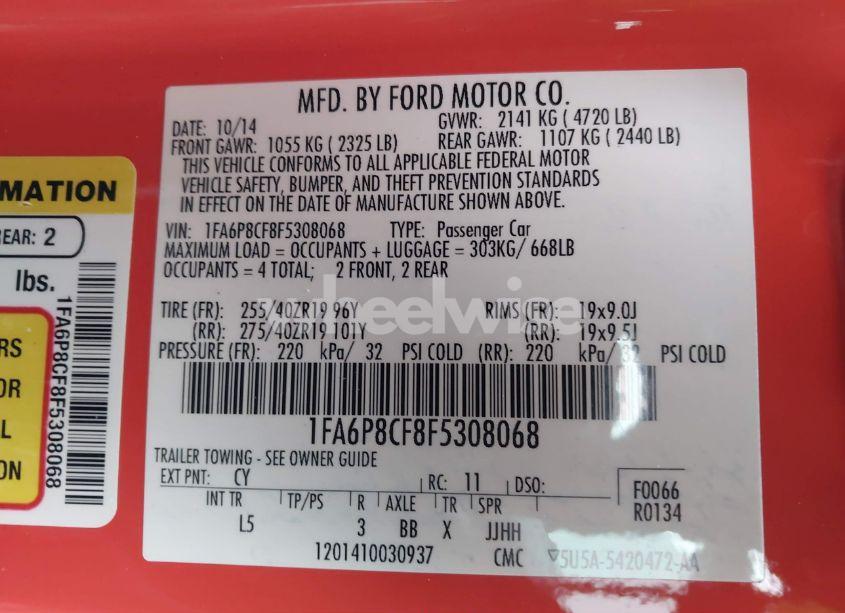 MFD. BY FORD MOTOR CO.
DATE: 10/14 GVWR: 2141 KG ( 4720 LB)
FRONT GAWR: 1055 KG ( 2325 LB) REAR GAWR: 1107 KG ( 2440 LB)
THIS VEHICLE CONFORMS TO ALL APPLICABLE FEDERAL MOTOR
VEHICLE SAFETY, BUMPER, AND THEFT PREVENTION STANDARDS
IN EFFECT ON THE DATE OF MANUFACTURE SHOWN ABOVE.
VIN: 1FA6P8CF8F5308068 TYPE: Passenger Car
MAXIMUM LOAD = OCCUPANTS + LUGGAGE = 303KG/ 668LB
OCCUPANTS = 4 TOTAL; 2 FRONT, 2 REAR
TIRE (FR): 255/40ZR19 96Y RIMS (FR): 19x9.0J
(RR): 275/40ZR19 101Y (RR): 19x9.5J
PRESSURE (FR): 220 kPa/ 32 PSI COLD (RR): 220 kPa/ 32 PSI COLD
1FA6P8CF8F5308068
TRAILER TOWING - SEE OWNER GUIDE
EXT PNT: CY RC: 11 DSO: F0066
INT TR TP/PS R AXLE TR SPR R0134
L5 3 BB X JJHH
1201410030937 CMC 5U5A-5420472-AA
MATION
REAR: 2
lbs.
1FA6P8CF8F5308068
RS
OR
L
ON
wheelwise